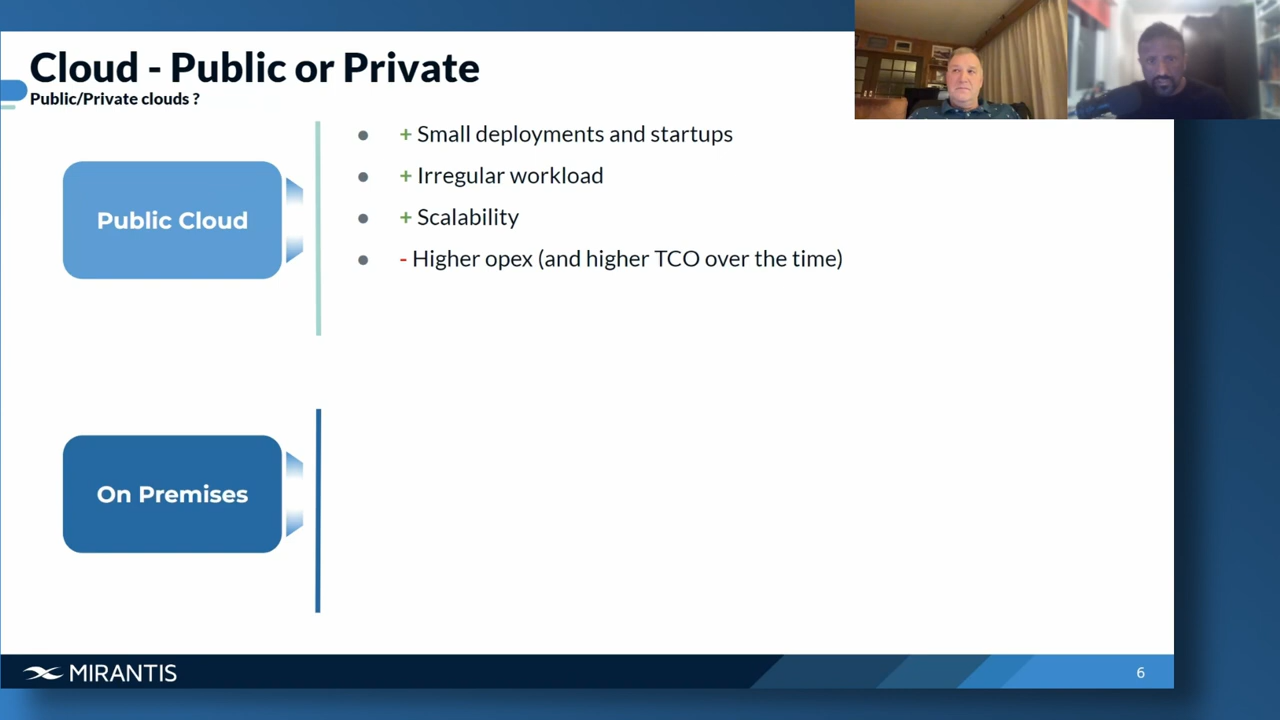 Cloud - Public or Private
Public/Private clouds ?
Public Cloud
+ Small deployments and startups
+ Irregular workload
+ Scalability
- Higher opex (and higher TCO over the time)
On Premises
MIRANTIS
6